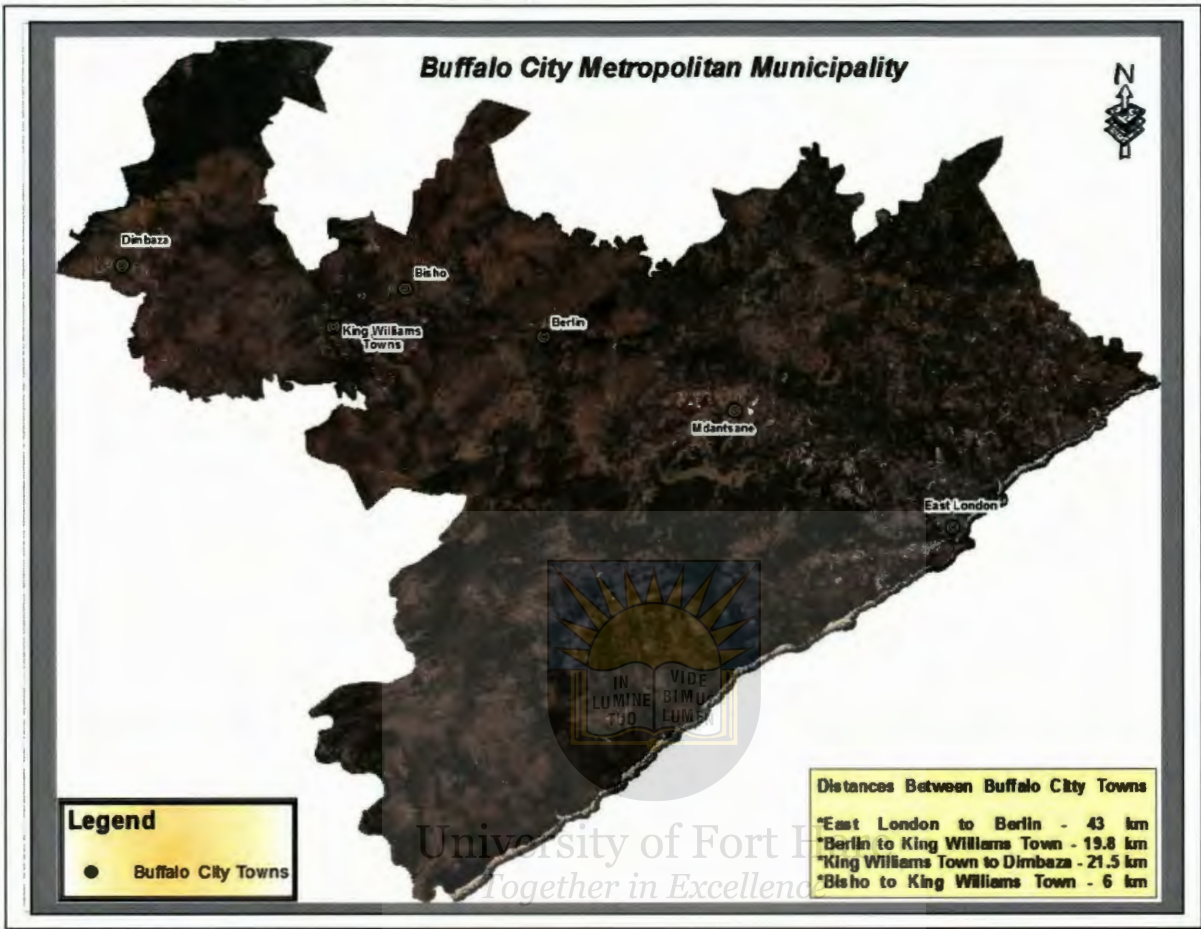 Buffalo City Metropolitan Municipality
N
Dimbaza
Bisho
King Williams
Towns
Berlin
Mdantsane
East London
IN
LUMINE
TUO
VIDE
BIMUS
LUMEN
Distances Between Buffalo Citty Towns
*East London to Berlin - 43 km
*Berlin to King Williams Town - 19.8 km
*King Williams Town to Dimbaza - 21.5 km
*Bisho to King Williams Town - 6 km
Legend
Buffalo City Towns
University of Fort
Together in Excellence